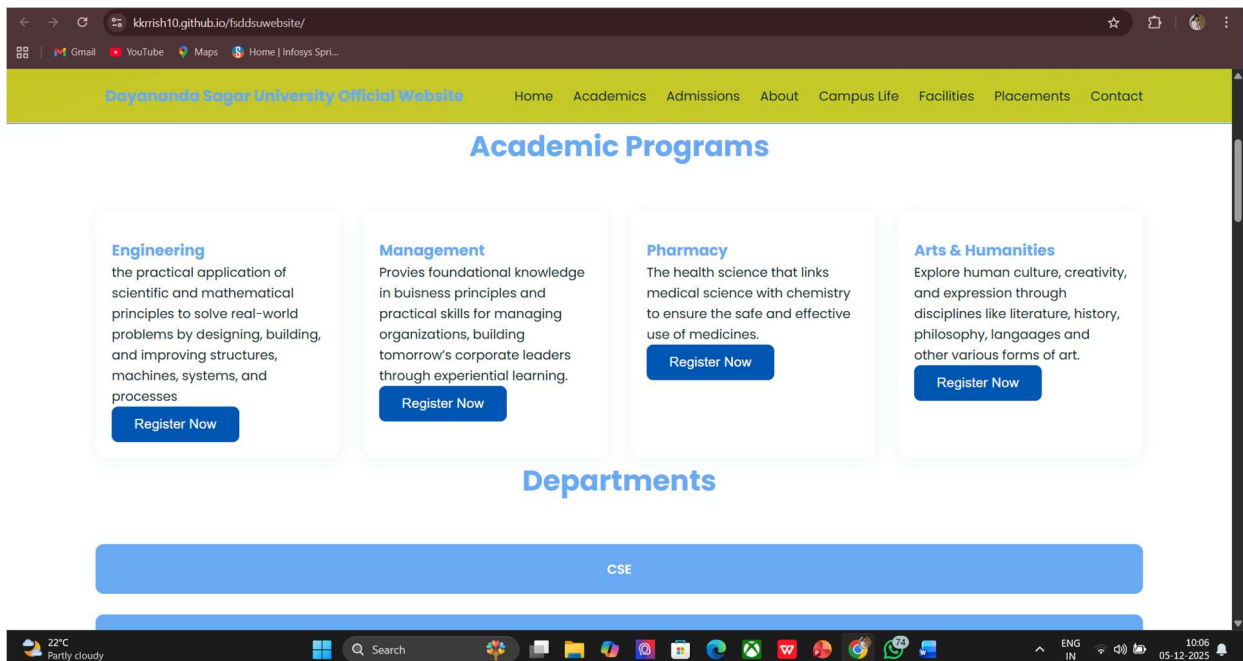 kkrrish10.github.io/fsddsuwebsite/
Gmail YouTube Maps Home | Infosys Spri...
Dayananda Sagar University Official Website Home Academics Admissions About Campus Life Facilities Placements Contact
Academic Programs
Engineering
the practical application of
scientific and mathematical
principles to solve real-world
problems by designing, building,
and improving structures,
machines, systems, and
processes
Register Now
Management
Provies foundational knowledge
in buisness principles and
practical skills for managing
organizations, building
tomorrow's corporate leaders
through experiential learning.
Register Now
Pharmacy
The health science that links
medical science with chemistry
to ensure the safe and effective
use of medicines.
Register Now
Arts & Humanities
Explore human culture, creativity,
and expression through
disciplines like literature, history,
philosophy, langaages and
other various forms of art.
Register Now
Departments
CSE
22°C
Partly cloudy
Search
74
ENG
IN
10:06
05-12-2025